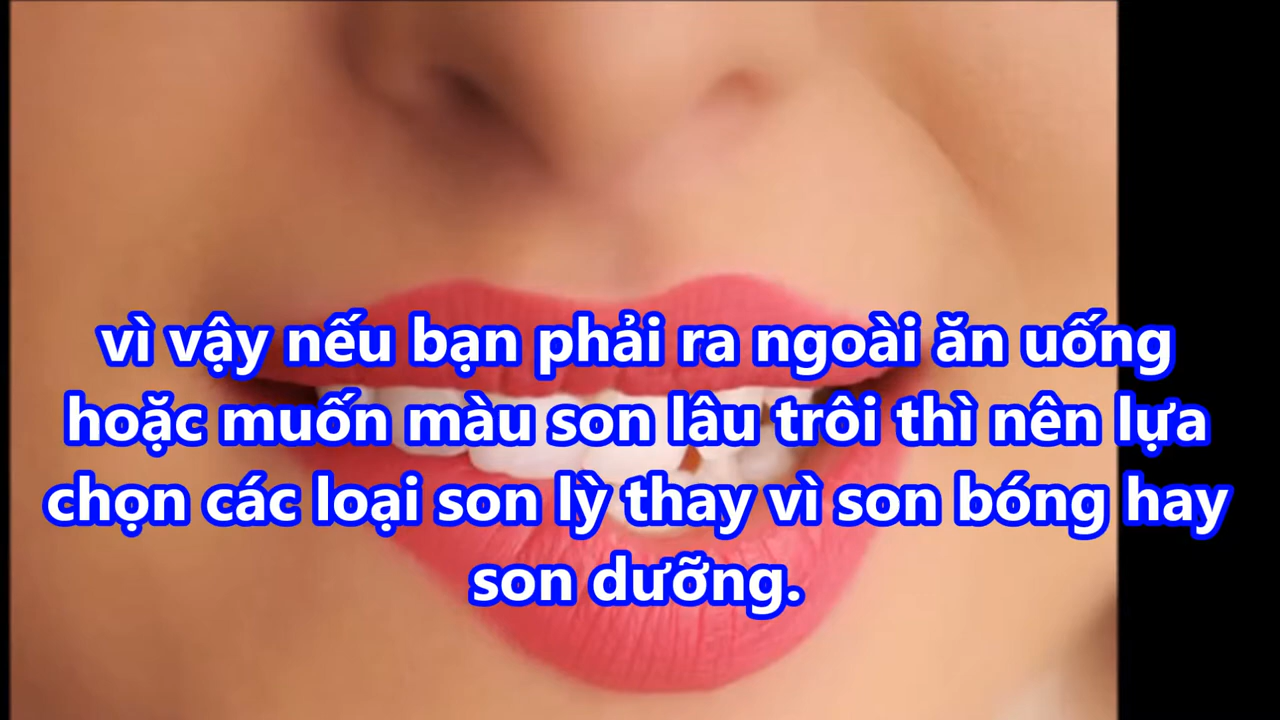 vì vậy nếu bạn phải ra ngoài ăn uống
hoặc muốn màu son lâu trôi thì nên lựa
chọn các loại son lỳ thay vì son bóng hay
son dưỡng.